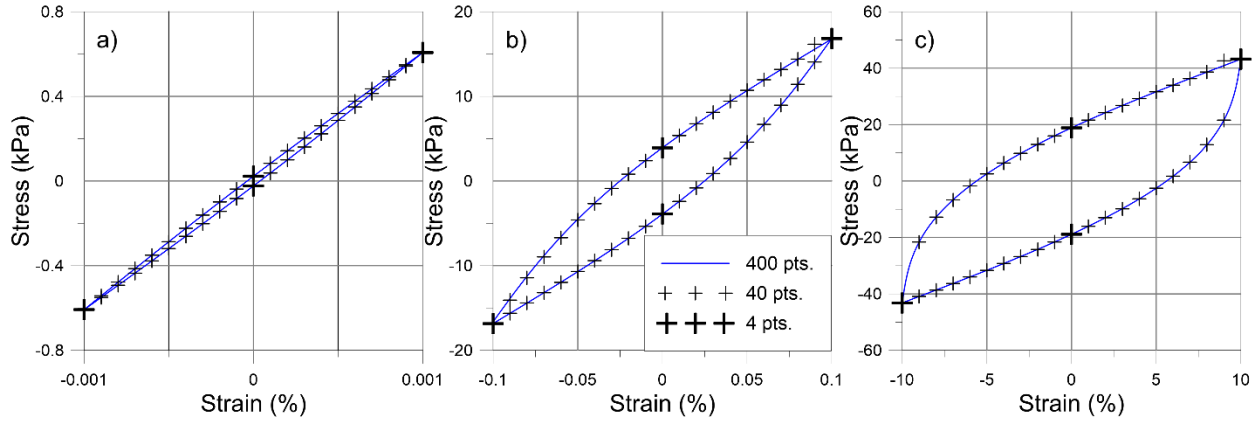 a)
0.8
0.4
0
-0.4
-0.8
Stress (kPa)
-0.001
0
0.001
Strain (%)
b)
20
10
0
-10
-20
Stress (kPa)
-0.1
-0.05
0
0.05
0.1
Strain (%)
400 pts.
40 pts.
4 pts.
c)
60
40
20
0
-20
-40
-60
Stress (kPa)
-10
-5
0
5
10
Strain (%)